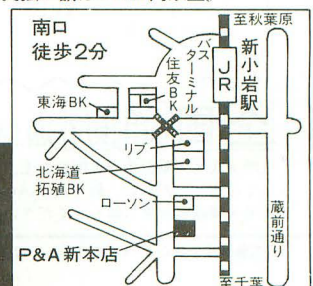 南口
徒歩2分
至秋葉原
バスターミナル
新小岩駅
JR
住友BK
東海BK
リブ
北海道
拓殖BK
ローソン
蔵前通り
P&A新本店
至千葉